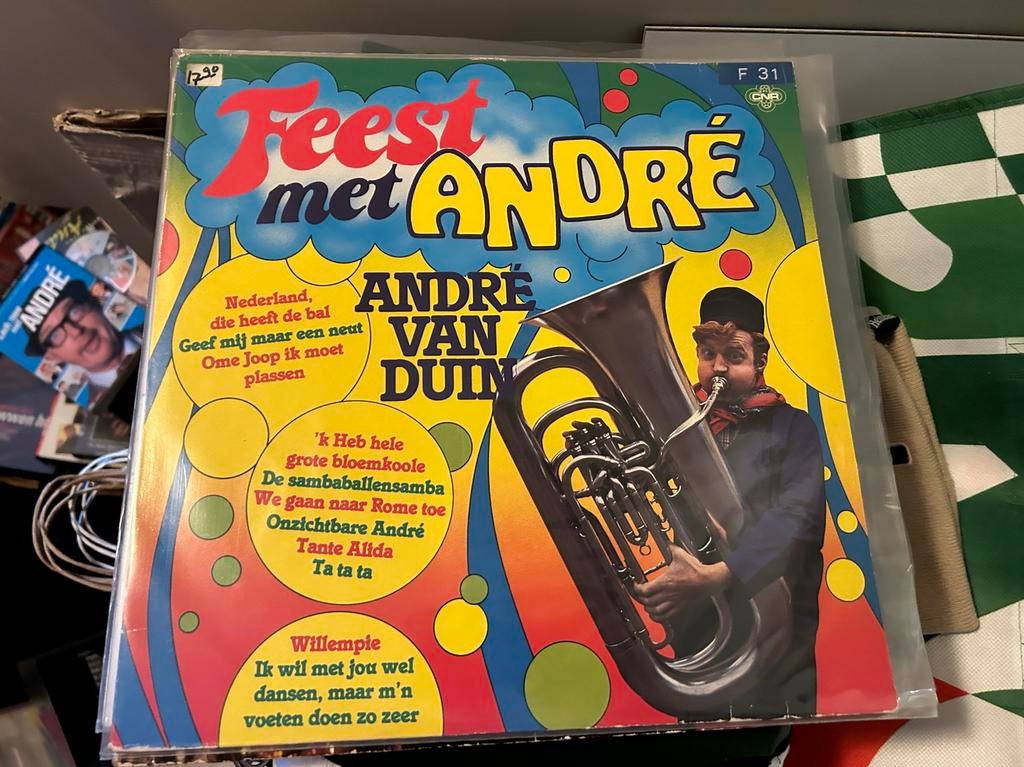 17.90
F 31
CNR
Feest
met ANDRÉ
ANDRÉ
VAN
DUIN
Nederland,
die heeft de bal
Geef mij maar een neut
Ome Joop ik moet
plassen
'k Heb hele
grote bloemkoole
De sambaballensamba
We gaan naar Rome toe
Onzichtbare André
Tante Alida
Ta ta ta
Willempie
Ik wil met jou wel
dansen, maar m'n
voeten doen zo zeer
ANDRÉ